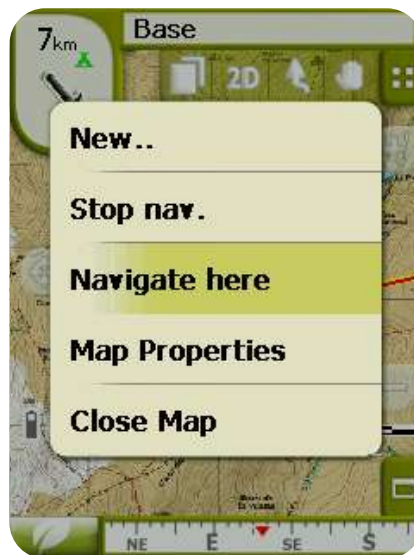 7km
Base
2D
New..
Stop nav.
Navigate here
Map Properties
Close Map
NE
E
SE
S